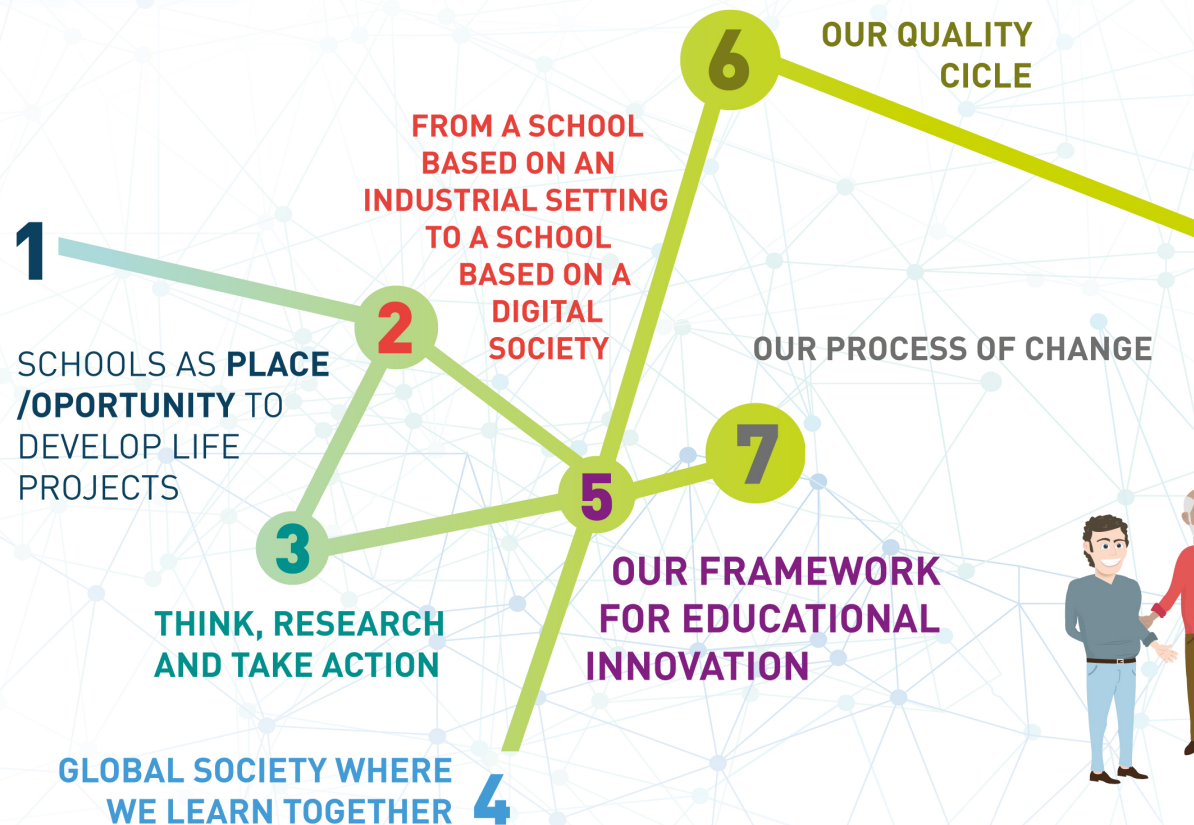 1
SCHOOLS AS PLACE
/OPORTUNITY TO
DEVELOP LIFE
PROJECTS
2
FROM A SCHOOL
BASED ON AN
INDUSTRIAL SETTING
TO A SCHOOL
BASED ON A
DIGITAL
SOCIETY
3
THINK, RESEARCH
AND TAKE ACTION
GLOBAL SOCIETY WHERE
WE LEARN TOGETHER
4
5
OUR FRAMEWORK
FOR EDUCATIONAL
INNOVATION
6
OUR QUALITY
CICLE
7
OUR PROCESS OF CHANGE